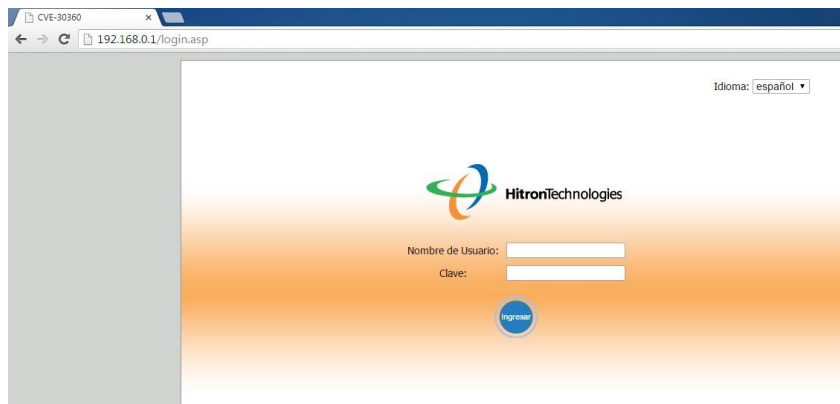 CVE-30360
192.168.0.1/login.asp
Idioma: español
HitronTechnologies
Nombre de Usuario:
Clave:
Ingresar